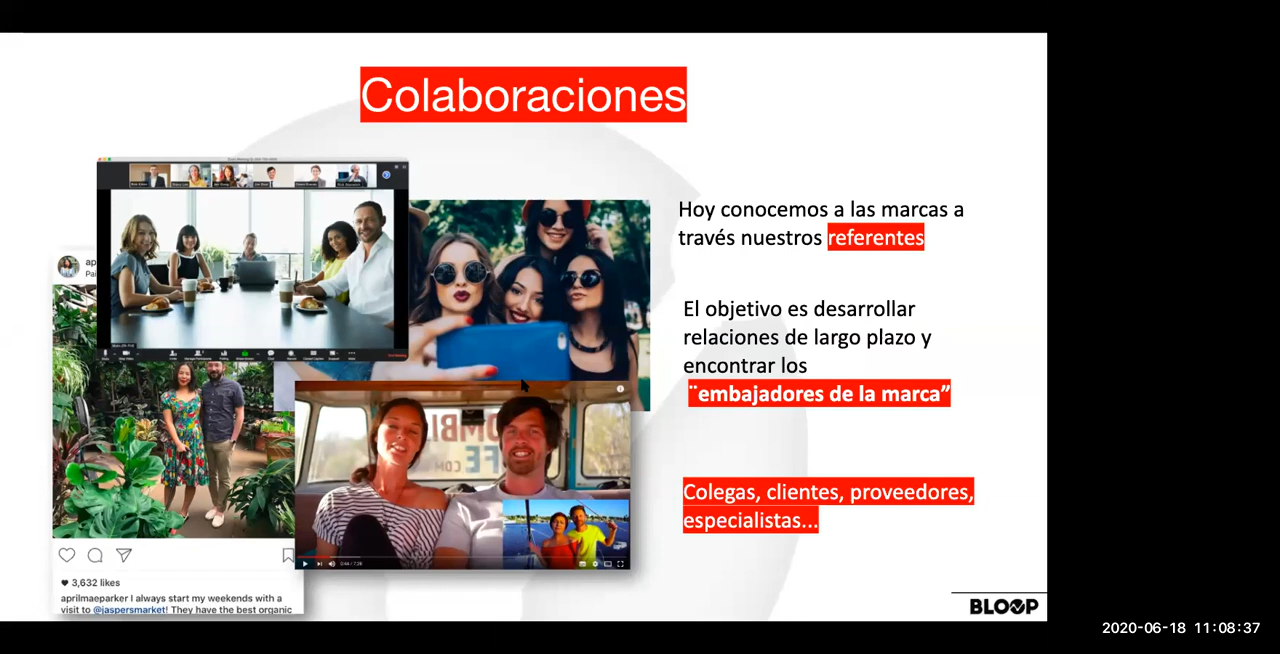 Colaboraciones
Hoy conocemos a las marcas a
través nuestros referentes
El objetivo es desarrollar
relaciones de largo plazo y
encontrar los
¨embajadores de la marca”
Colegas, clientes, proveedores,
especialistas...
ap
3,632 likes
aprilmaeparker I always start my weekends with a
visit to @jaspersmarket! They have the best organic
BLOOP
2020-06-18 11:08:37